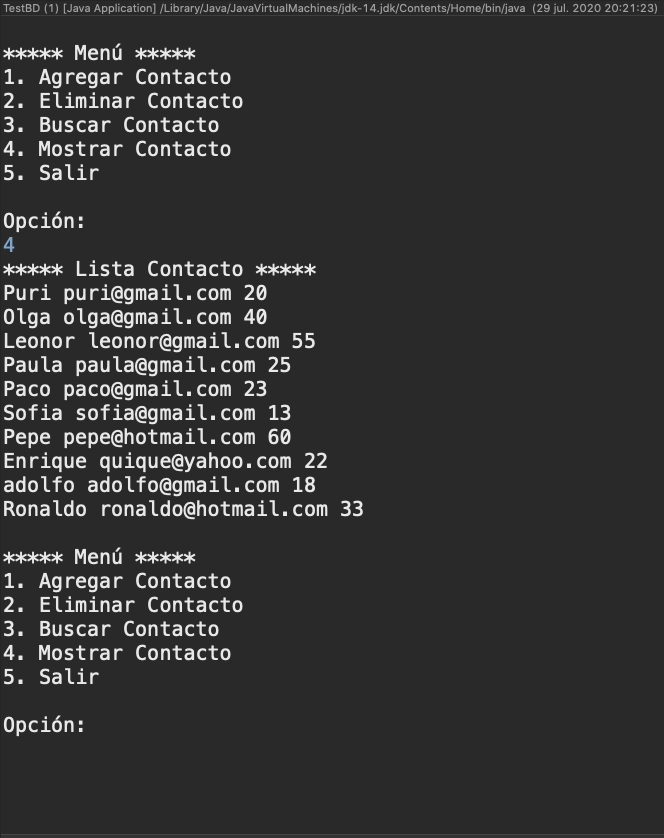 TestBD (1) [Java Application] /Library/Java/JavaVirtualMachines/jdk-14.jdk/Contents/Home/bin/java (29 jul. 2020 20:21:23)
***** Menú *****
1. Agregar Contacto
2. Eliminar Contacto
3. Buscar Contacto
4. Mostrar Contacto
5. Salir
Opción:
4
***** Lista Contacto *****
Puri puri@gmail.com 20
Olga olga@gmail.com 40
Leonor leonor@gmail.com 55
Paula paula@gmail.com 25
Paco paco@gmail.com 23
Sofia sofia@gmail.com 13
Pepe pepe@hotmail.com 60
Enrique quique@yahoo.com 22
adolfo adolfo@gmail.com 18
Ronaldo ronaldo@hotmail.com 33
***** Menú *****
1. Agregar Contacto
2. Eliminar Contacto
3. Buscar Contacto
4. Mostrar Contacto
5. Salir
Opción: